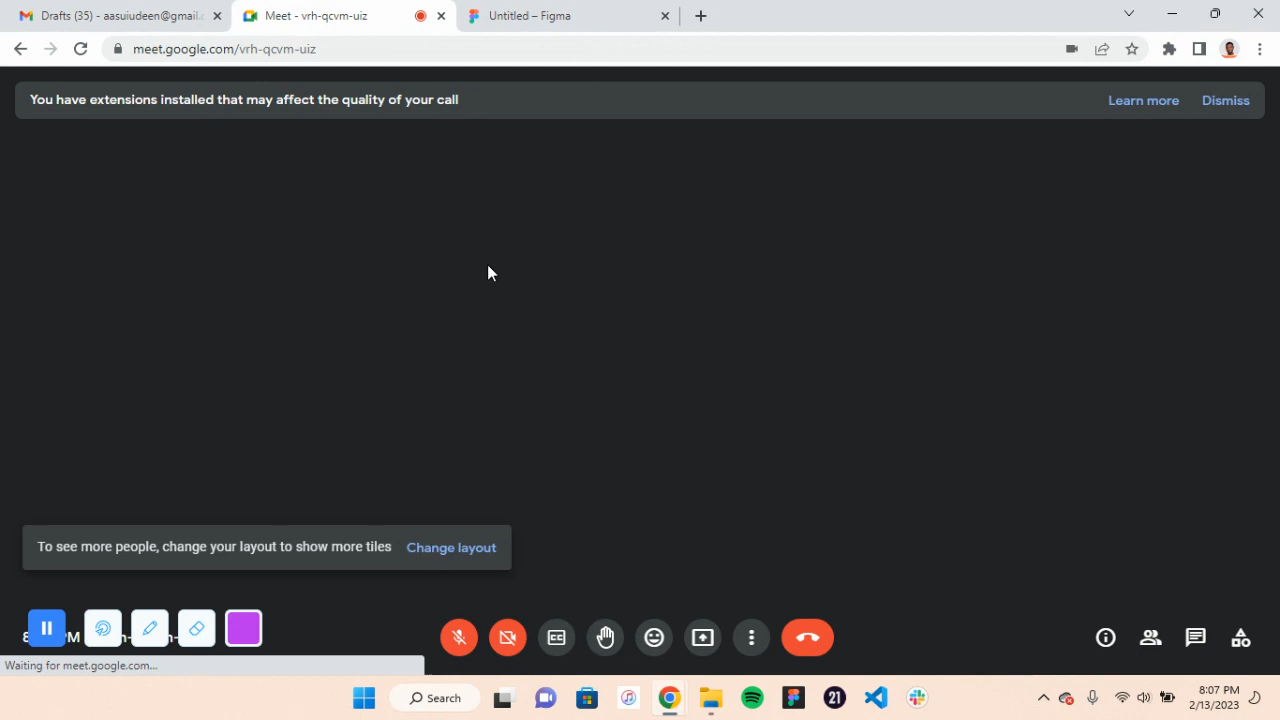 Drafts (35) - aasuiudeen@gmail.c
Meet - vrh-qcvm-uiz
Untitled – Figma
meet.google.com/vrh-qcvm-uiz
You have extensions installed that may affect the quality of your call
Learn more
Dismiss
To see more people, change your layout to show more tiles
Change layout
Waiting for meet.google.com...
Search
21
8:07 PM
2/13/2023